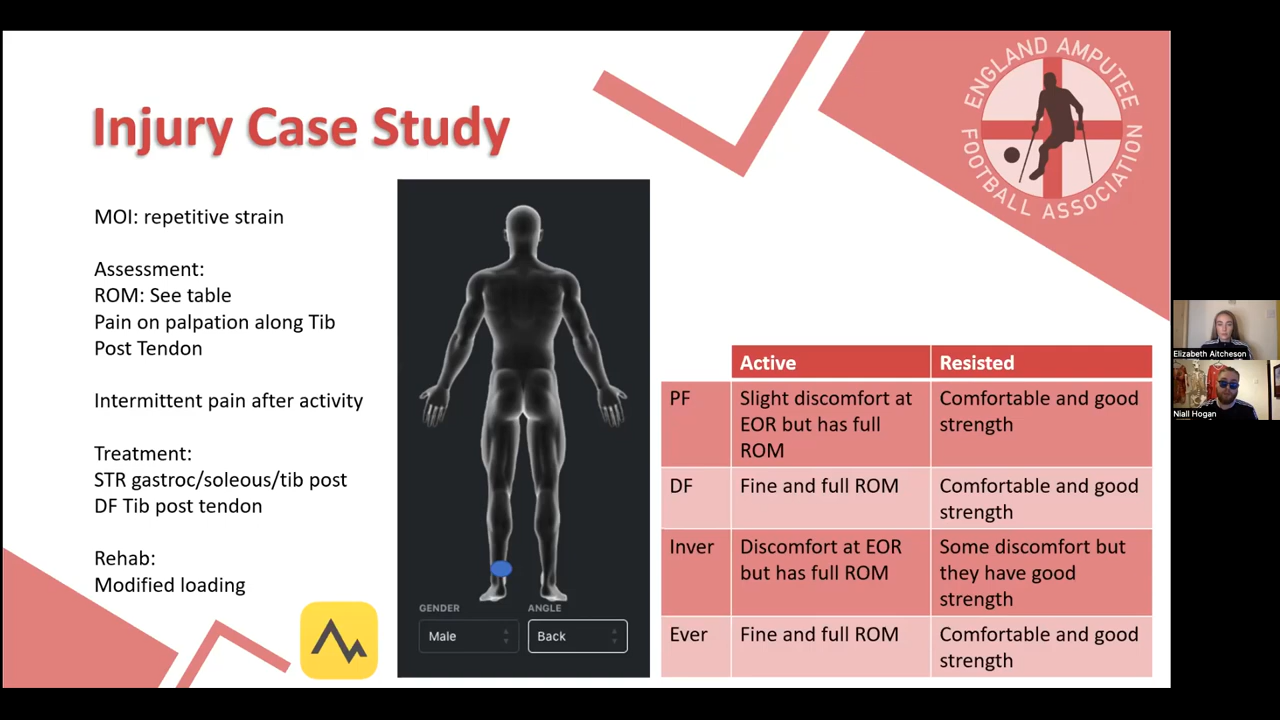 Injury Case Study
ENGLAND AMPUTEE
FOOTBALL ASSOCIATION
MOI: repetitive strain
Assessment:
ROM: See table
Pain on palpation along Tib
Post Tendon
Intermittent pain after activity
Treatment:
STR gastroc/soleous/tib post
DF Tib post tendon
Rehab:
Modified loading
GENDER
ANGLE
Male
Back
Active
Resisted
PF
Slight discomfort at
EOR but has full
ROM
Comfortable and good
strength
DF
Fine and full ROM
Comfortable and good
strength
Inver
Discomfort at EOR
but has full ROM
Some discomfort but
they have good
strength
Ever
Fine and full ROM
Comfortable and good
strength
Elizabeth Aitcheson
Niall Hogan